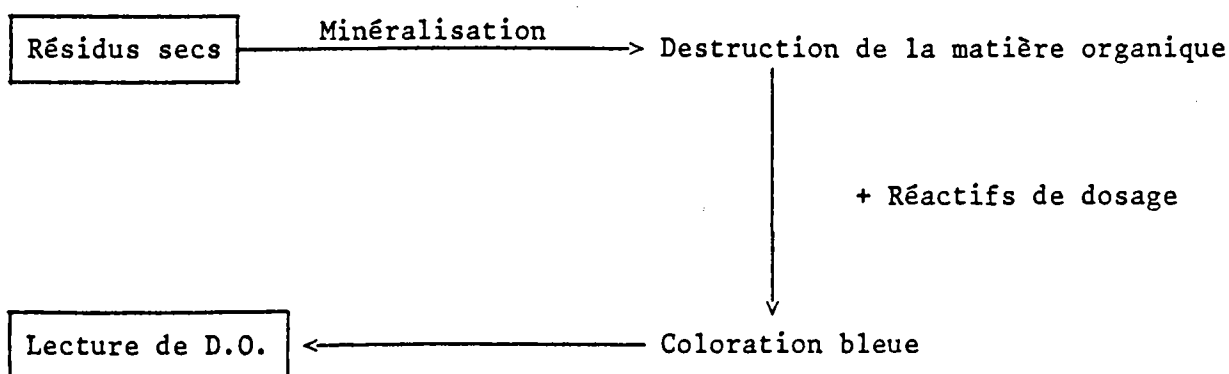 Minéralisation
Résidus secs
Destruction de la matière organique
+ Réactifs de dosage
Coloration bleue
Lecture de D.O.